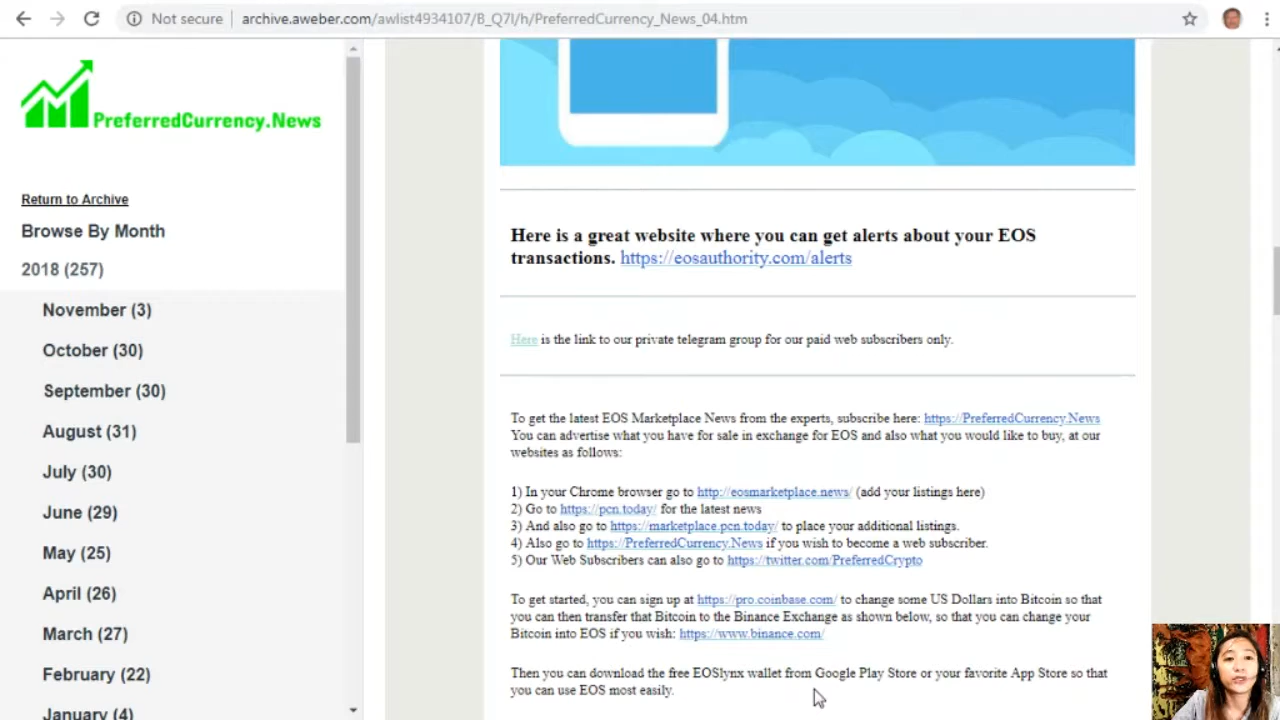 Not secure
archive.aweber.com/awlist4934107/B_Q7I/h/PreferredCurrency_News_04.htm
PreferredCurrency.News
Return to Archive
Browse By Month
2018 (257)
November (3)
October (30)
September (30)
August (31)
July (30)
June (29)
May (25)
April (26)
March (27)
February (22)
January (4)
Here is a great website where you can get alerts about your EOS
transactions. https://eosauthority.com/alerts
Here is the link to our private telegram group for our paid web subscribers only.
To get the latest EOS Marketplace News from the experts, subscribe here: https://PreferredCurrency.News
You can advertise what you have for sale in exchange for EOS and also what you would like to buy, at our
websites as follows:
1) In your Chrome browser go to http://eosmarketplace.news/ (add your listings here)
2) Go to https://pcn.today/ for the latest news
3) And also go to https://marketplace.pcn.today/ to place your additional listings.
4) Also go to https://PreferredCurrency.News if you wish to become a web subscriber.
5) Our Web Subscribers can also go to https://twitter.com/PreferredCrypto
To get started, you can sign up at https://pro.coinbase.com/ to change some US Dollars into Bitcoin so that
you can then transfer that Bitcoin to the Binance Exchange as shown below, so that you can change your
Bitcoin into EOS if you wish: https://www.binance.com/
Then you can download the free EOSlynx wallet from Google Play Store or your favorite App Store so that
you can use EOS most easily.